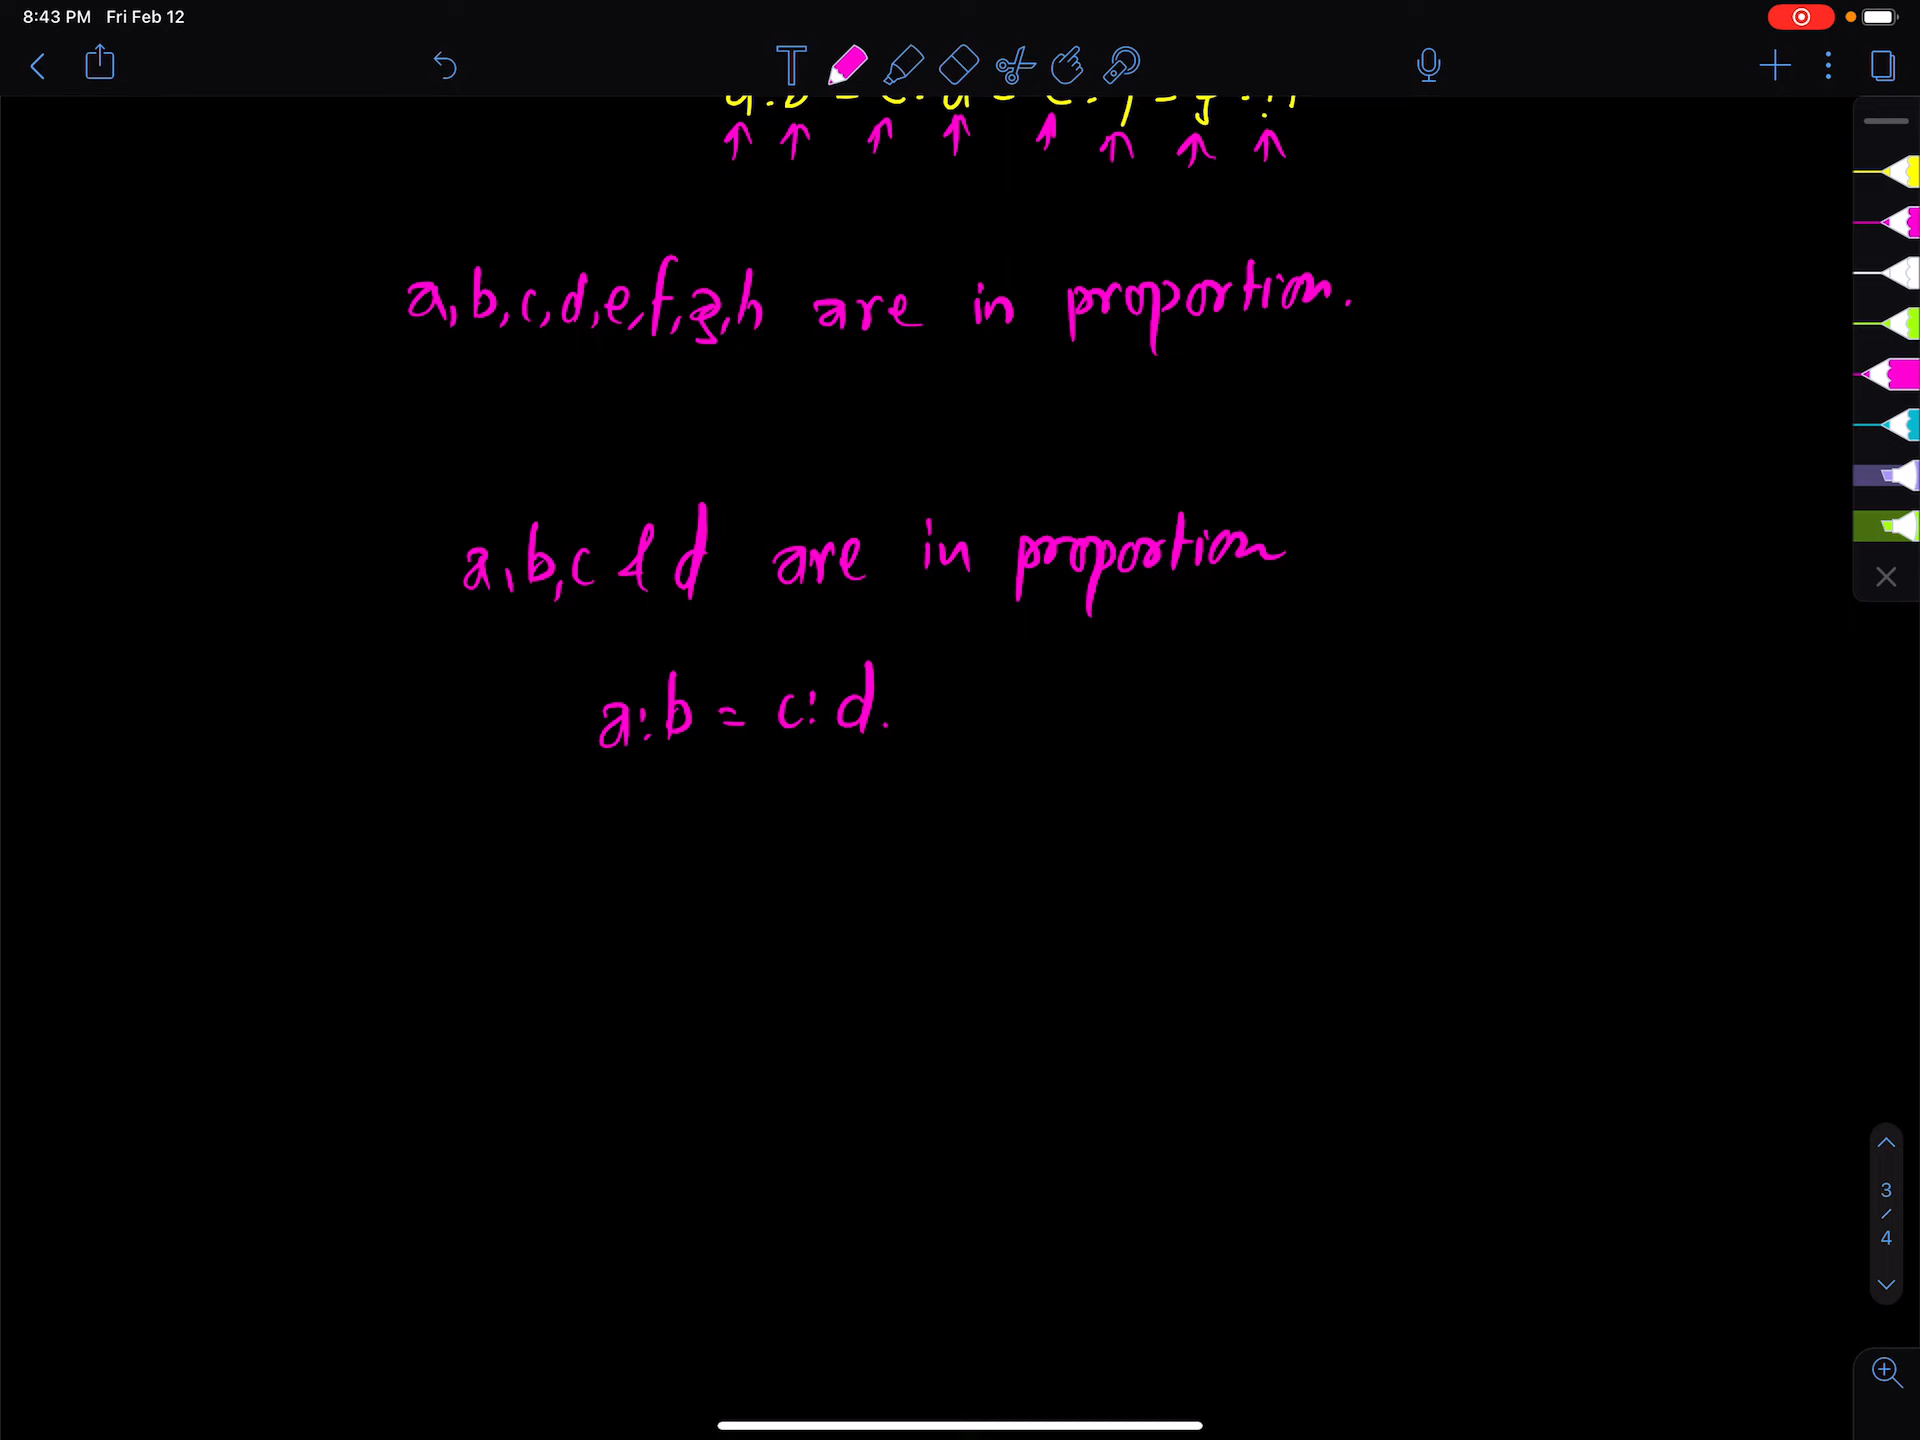 8:43 PM Fri Feb 12
a,b,c,d,e,f,g,h are in proportion.
a,b,c & d are in proportion
a:b = c:d.
3
/
4